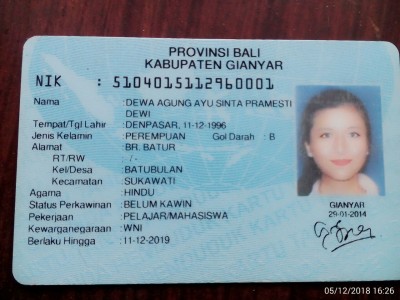 PROVINSI BALI
KABUPATEN GIANYAR
NIK : 5104015112960001
Nama :DEWA AGUNG AYU SINTA PRAMESTI
DEWI
Tempat/Tgl Lahir :DENPASAR, 11-12-1996
Jenis Kelamin :PEREMPUAN Gol Darah : B
Alamat :BR. BATUR
RT/RW : /-
Kel/Desa :BATUBULAN
Kecamatan :SUKAWATI
Agama :HINDU
Status Perkawinan :BELUM KAWIN
Pekerjaan :PELAJAR/MAHASISWA
Kewarganegaraan :WNI
Berlaku Hingga :11-12-2019
GIANYAR
29-01-2014
05/12/2018 16:26